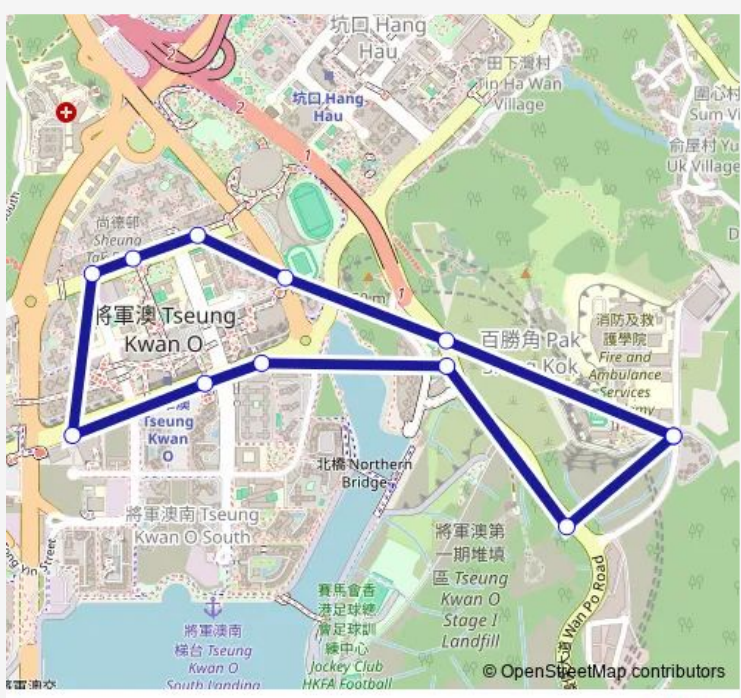 坑口 Hang
Hau
田下灣村
Tin Ha Wan
Village
坑口 Hang
Hau
圍心村
俞屋村
Uk Village
2
2
1
1
尚德邨
Sheung
將軍澳 Tseung
Kwan O
百勝角 Pak
Kok
消防及救
護學院
Fire and
Ambulance
Services
Tseung
Kwan
O
北橋 Northern
Bridge
將軍澳南 Tseung
Kwan O South
將軍澳第
一期堆填
區 Tseung
Kwan O
Stage I
Landfill
Wan Po Road
Street
賽馬會香
港足球總
會足球訓
練中心
Jockey Club
HKFA Football
將軍澳南
梯台 Tseung
Kwan O
South Landing
© OpenStreetMap contributors